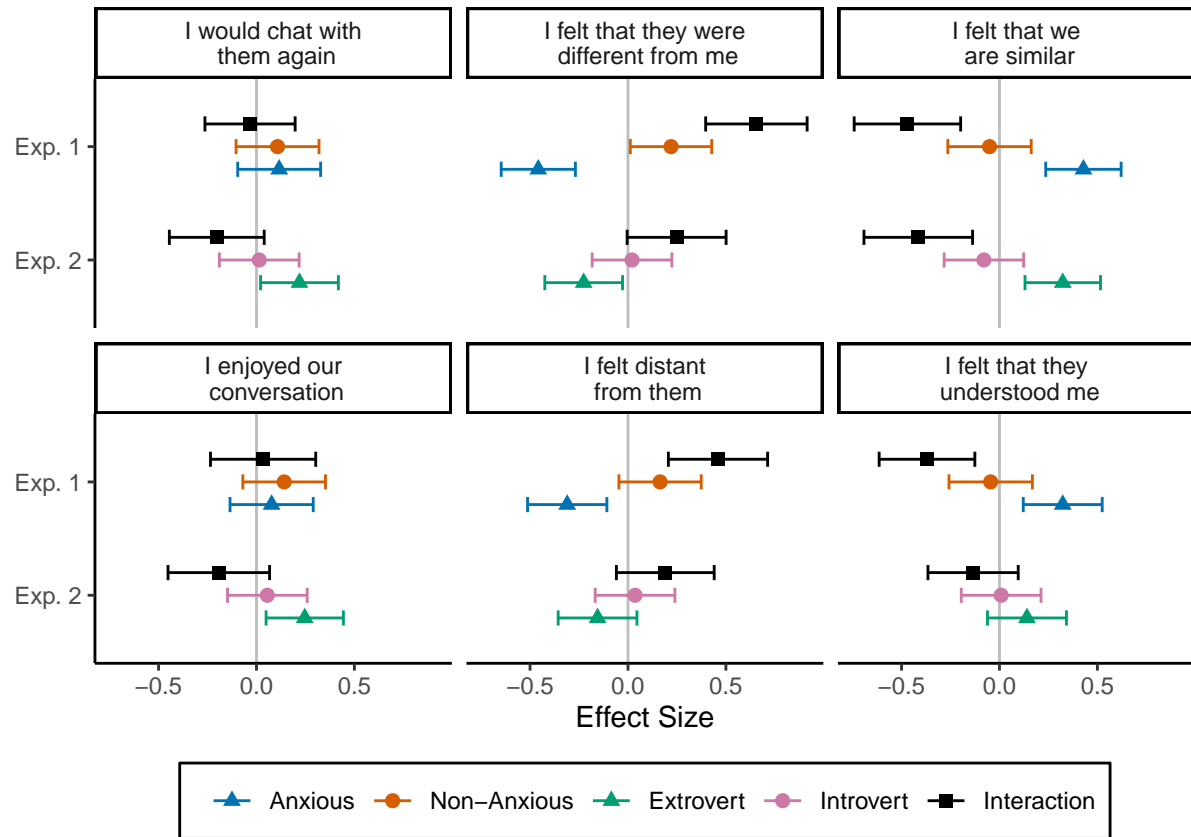 I would chat with
them again
I felt that they were
different from me
I felt that we
are similar
Exp. 1
Exp. 2
I enjoyed our
conversation
I felt distant
from them
I felt that they
understood me
Exp. 1
Exp. 2
−0.5 0.0 0.5 −0.5 0.0 0.5 −0.5 0.0 0.5
Effect Size
Anxious Non−Anxious Extrovert Introvert Interaction